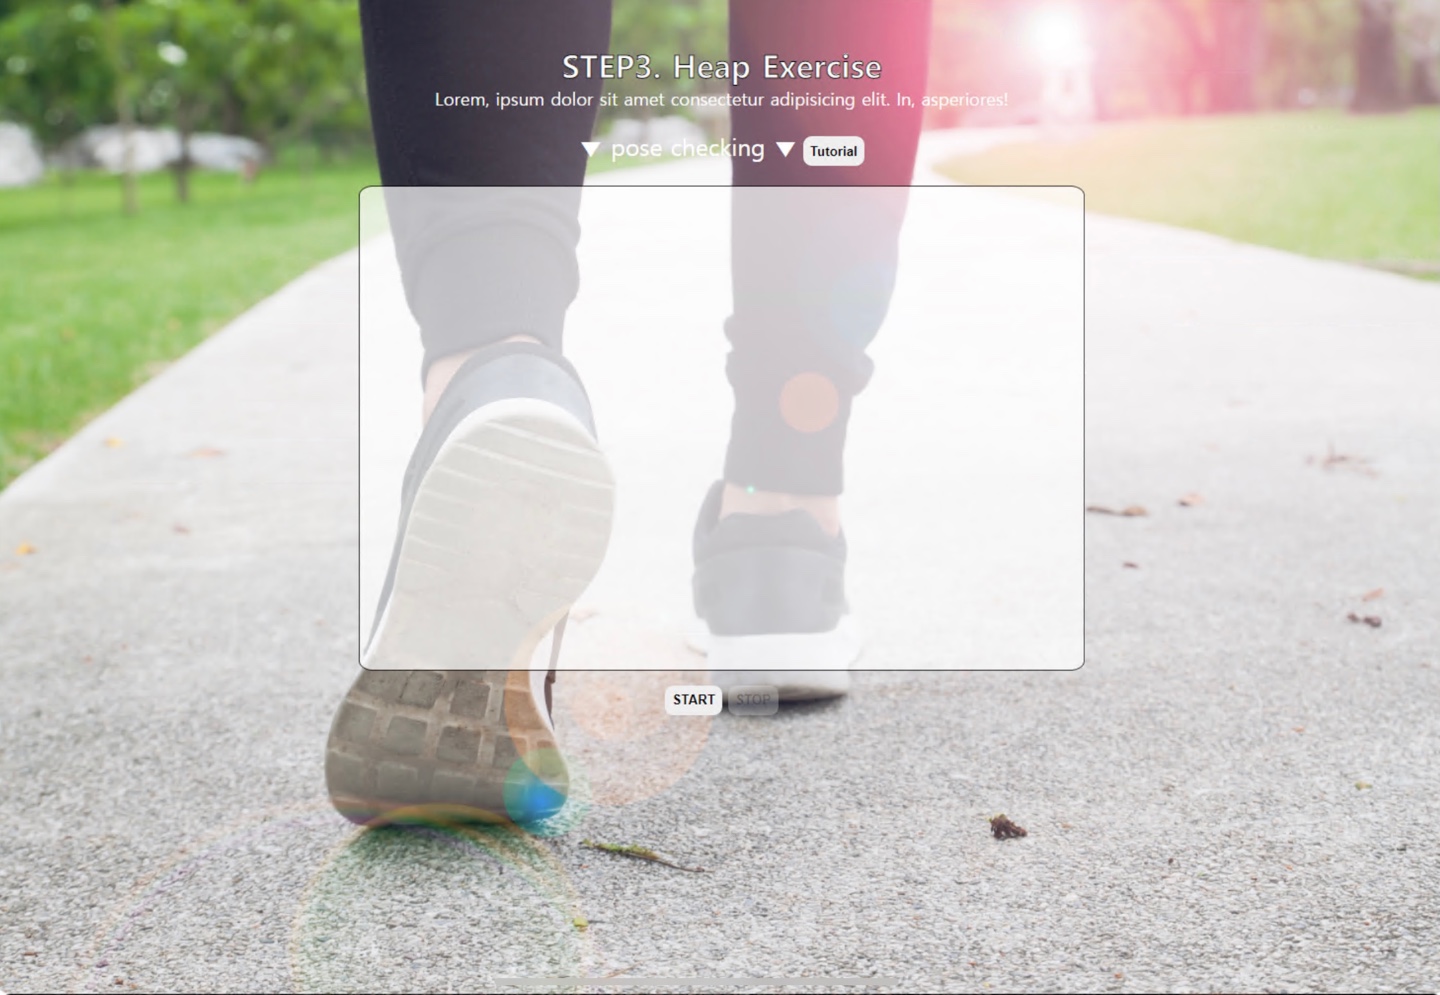 STEP3. Heap Exercise
Lorem, ipsum dolor sit amet consectetur adipisicing elit. In, asperiores!
▼ pose checking ▼ Tutorial
START STOP